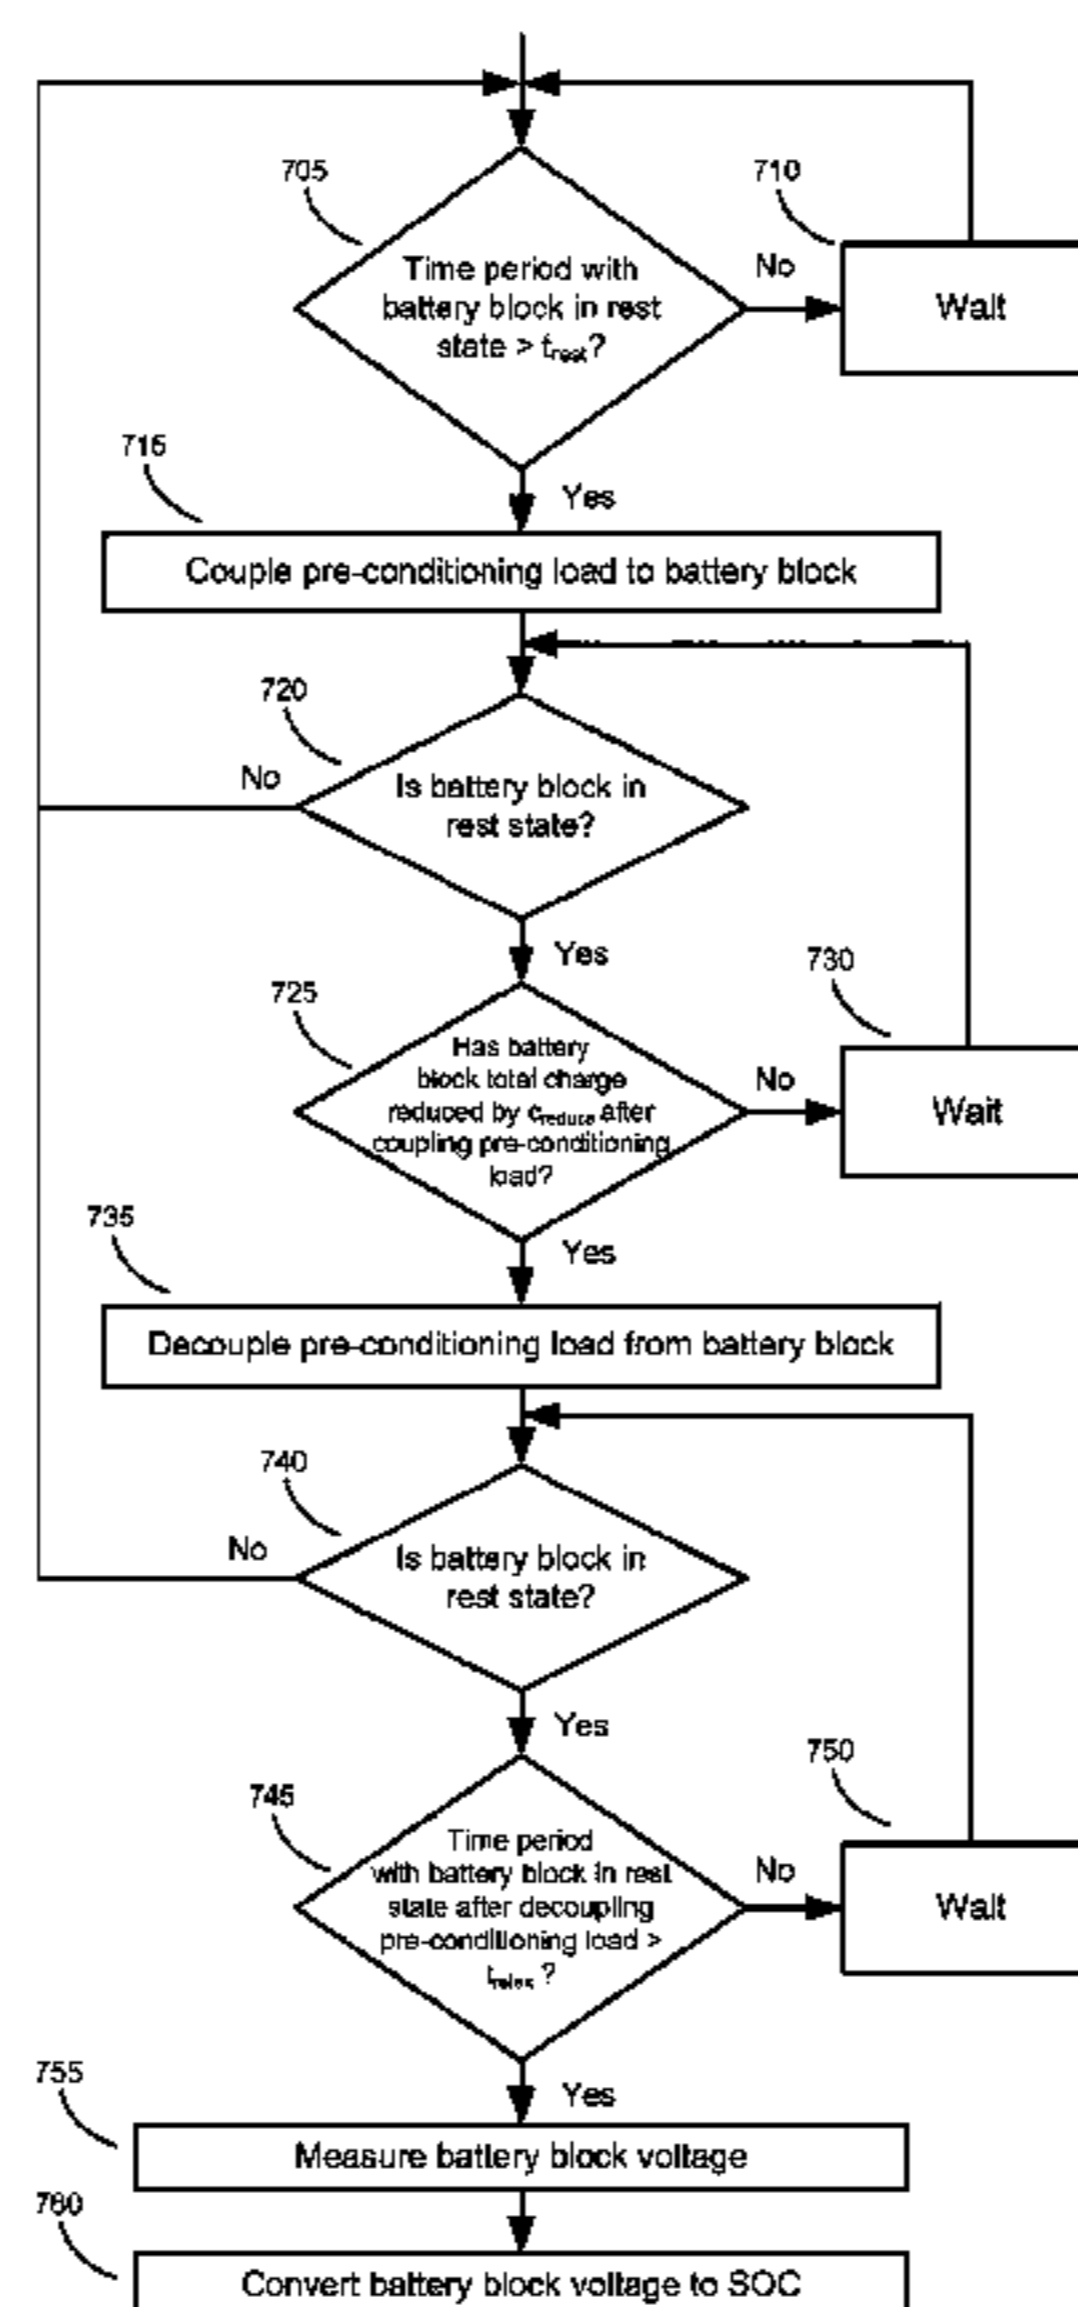 705
710
Time period with
battery block in rest
state > t_rest?
No
Wait
715
Yes
Couple pre-conditioning load to battery block
720
No
Is battery block in
rest state?
Yes
730
725
Has battery
block total charge
reduced by c_reduce after
coupling pre-conditioning
load?
No
Wait
735
Yes
Decouple pre-conditioning load from battery block
740
No
Is battery block in
rest state?
Yes
750
745
Time period
with battery block in rest
state after decoupling
pre-conditioning load >
t_relax ?
No
Wait
755
Yes
Measure battery block voltage
760
Convert battery block voltage to SOC